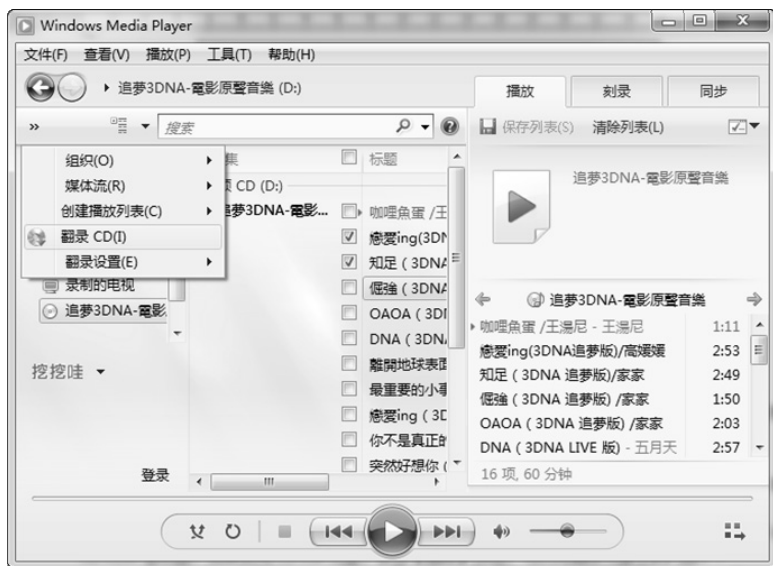 Windows Media Player
文件(F) 查看(V) 播放(P) 工具(T) 帮助(H)
追夢3DNA-電影原聲音樂 (D:)
播放 刻录 同步
» 搜索
保存列表(S) 清除列表(L)
组织(O)
媒体流(R)
创建播放列表(C)
翻录 CD(I)
翻录设置(E)
录制的电视
追夢3DNA-電影
挖挖哇
登录
集 标题
CD (D:)
追夢3DNA-電影...
咖哩魚蛋 /王
戀愛ing(3DN
知足 ( 3DNA
倔強 ( 3DNA
OAOA ( 3DN
DNA ( 3DNA
離開地球表面
最重要的小事
戀愛ing ( 3D
你不是真正的
突然好想你 (
追夢3DNA-電影原聲音樂
追夢3DNA-電影原聲音樂
咖哩魚蛋 /王湯尼 - 王湯尼 1:11
戀愛ing(3DNA追夢版)/高媛媛 2:53
知足 ( 3DNA 追夢版)/家家 2:49
倔強 ( 3DNA 追夢版) /家家 1:50
OAOA ( 3DNA 追夢版) /家家 2:03
DNA ( 3DNA LIVE 版) - 五月天 2:57
16 项, 60 分钟